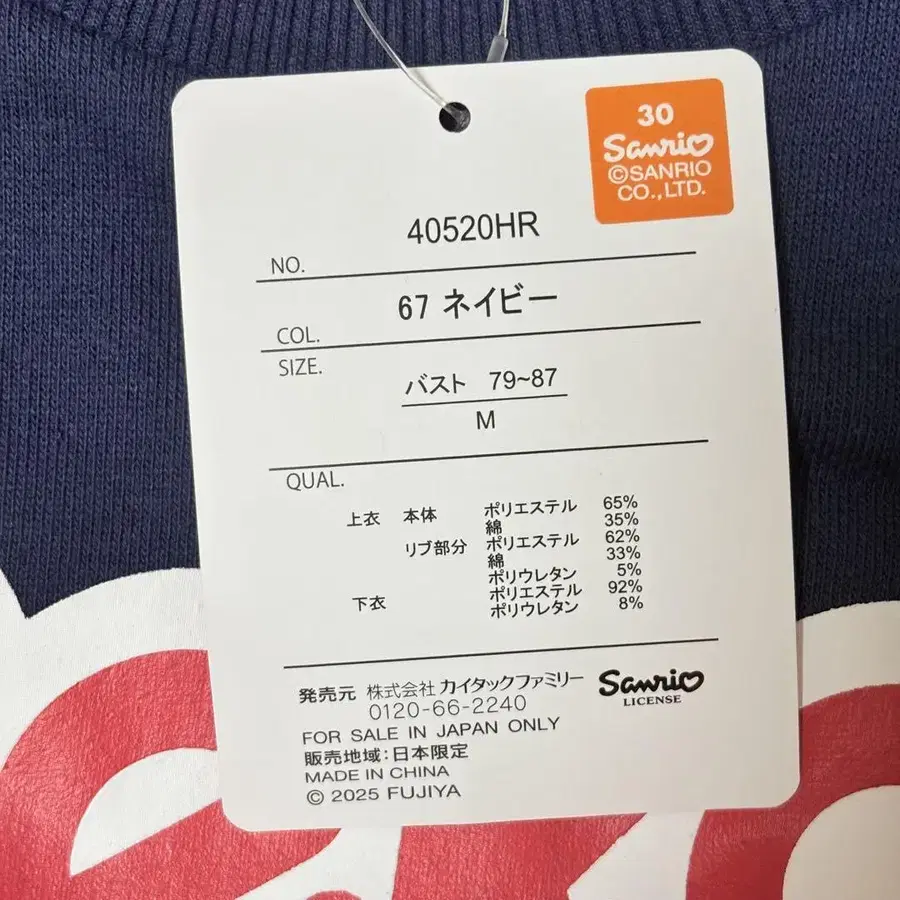 30
Sanrio
©SANRIO
CO.,LTD.
NO. 40520HR
COL. 67 ネイビー
SIZE.
バスト 79~87
M
QUAL.
上衣 本体 ポリエステル 65%
綿 35%
リブ部分 ポリエステル 62%
綿 33%
ポリウレタン 5%
下衣 ポリエステル 92%
ポリウレタン 8%
発売元 株式会社 カイタックファミリー
0120-66-2240
Sanrio
LICENSE
FOR SALE IN JAPAN ONLY
販売地域:日本限定
MADE IN CHINA
© 2025 FUJIYA